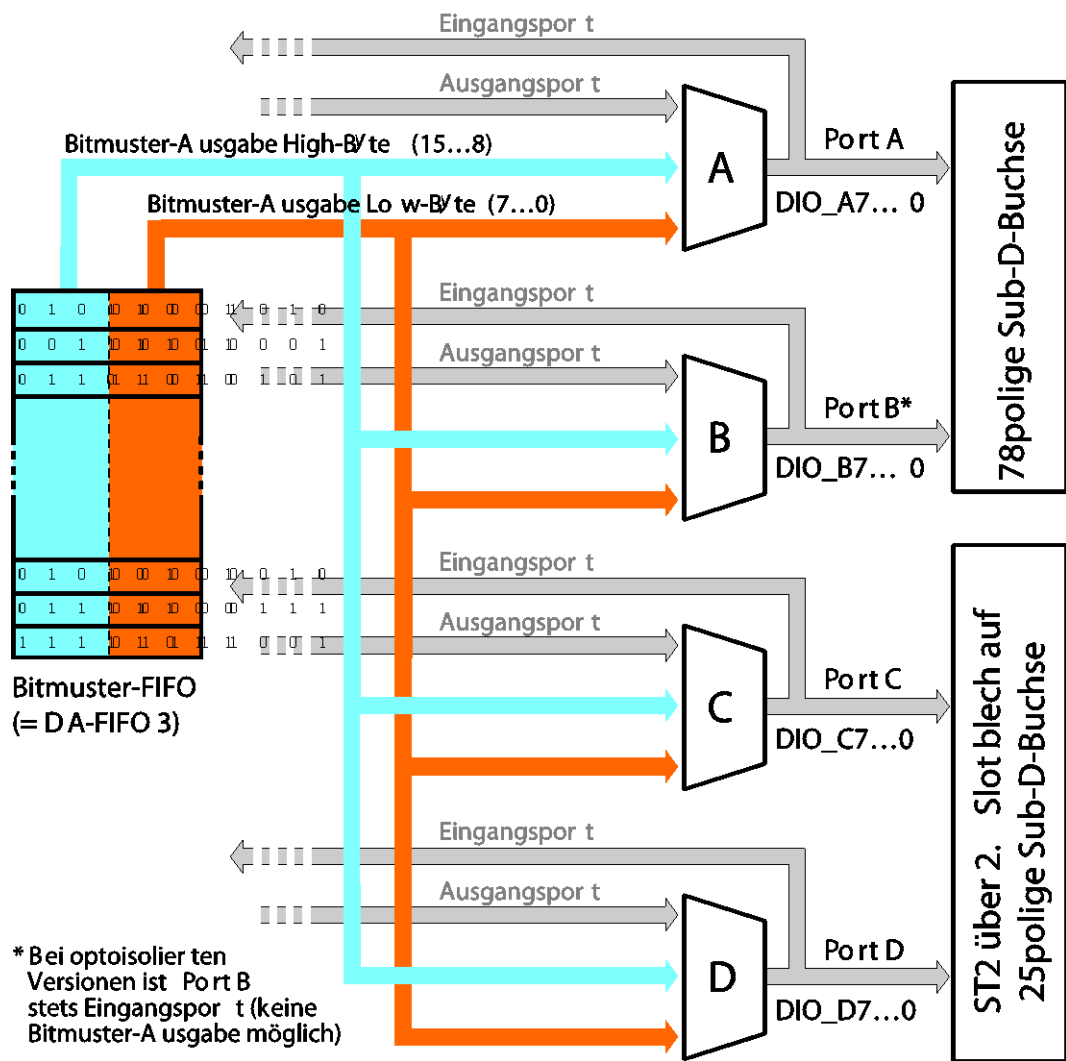 Eingangsport
Ausgangsport
Bitmuster-Ausgabe High-Byte (15...8)
Port A
A
DIO_A7... 0
Bitmuster-Ausgabe Low-Byte (7...0)
78polige Sub-D-Buchse
Eingangsport
Ausgangsport
Port B*
B
DIO_B7... 0
Eingangsport
Ausgangsport
Bitmuster-FIFO
(= DA-FIFO 3)
Port C
C
DIO_C7...0
ST2 über 2. Slotblech auf
25polige Sub-D-Buchse
Eingangsport
Ausgangsport
Port D
D
DIO_D7...0
* Bei optoisolierten
Versionen ist Port B
stets Eingangsport (keine
Bitmuster-Ausgabe möglich)